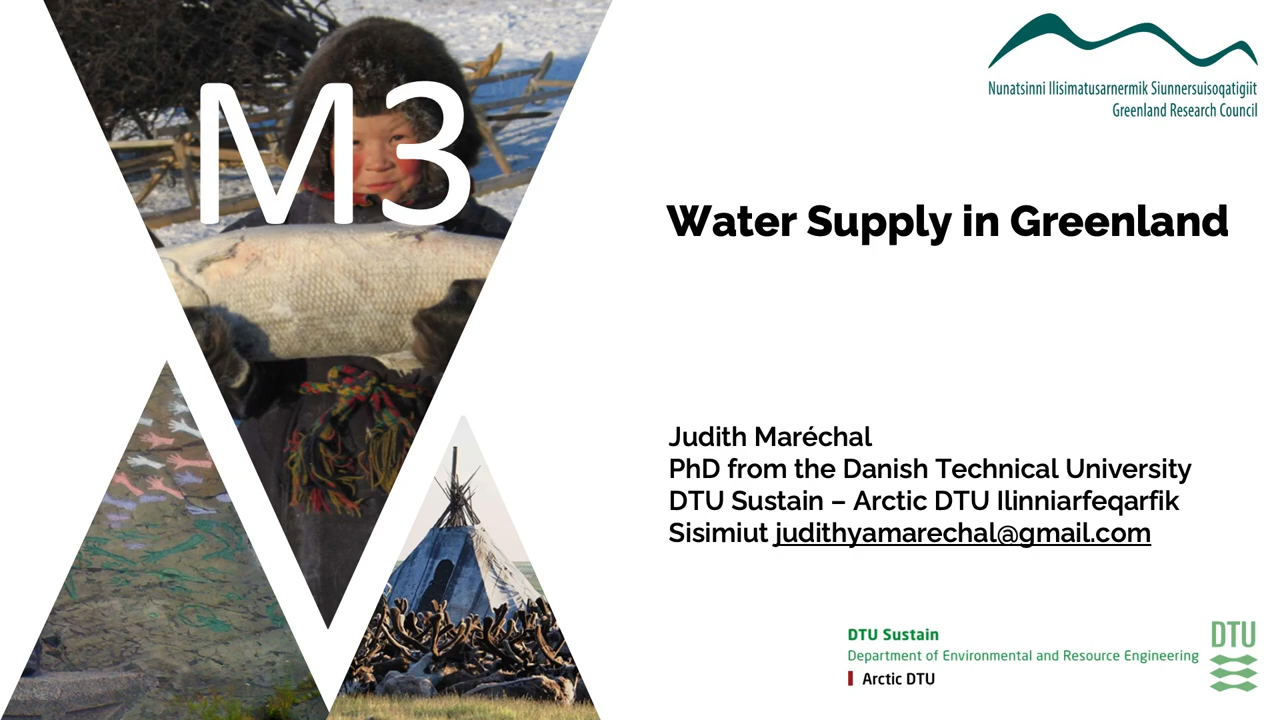 M3
Nunatsinni Ilisimatusarnermik Siunnersuisoqatigiit
Greenland Research Council
Water Supply in Greenland
Judith Maréchal
PhD from the Danish Technical University
DTU Sustain – Arctic DTU Ilinniarfeqarfik
Sisimiut judithyamarechal@gmail.com
DTU Sustain
Department of Environmental and Resource Engineering
Arctic DTU
DTU